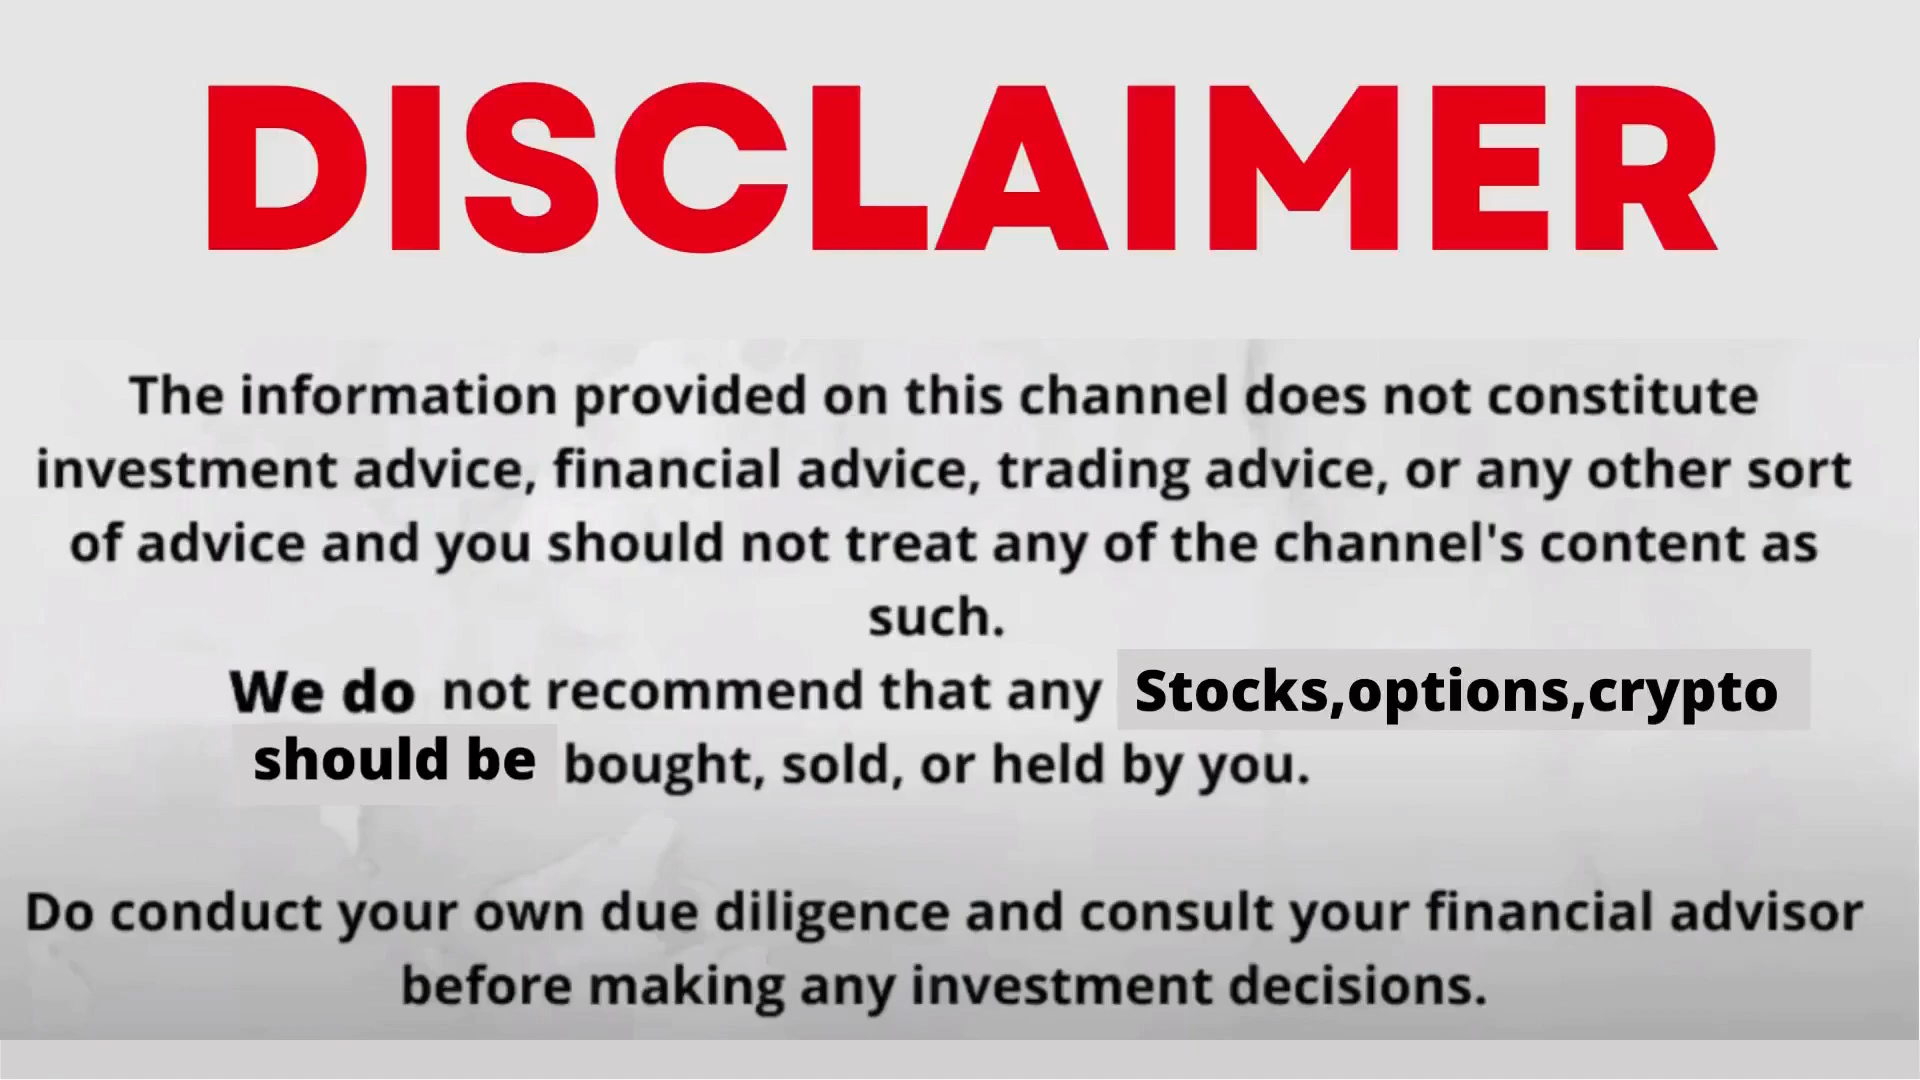 DISCLAIMER
The information provided on this channel does not constitute
investment advice, financial advice, trading advice, or any other sort
of advice and you should not treat any of the channel's content as
such.
We do not recommend that any Stocks,options,crypto
should be bought, sold, or held by you.
Do conduct your own due diligence and consult your financial advisor
before making any investment decisions.